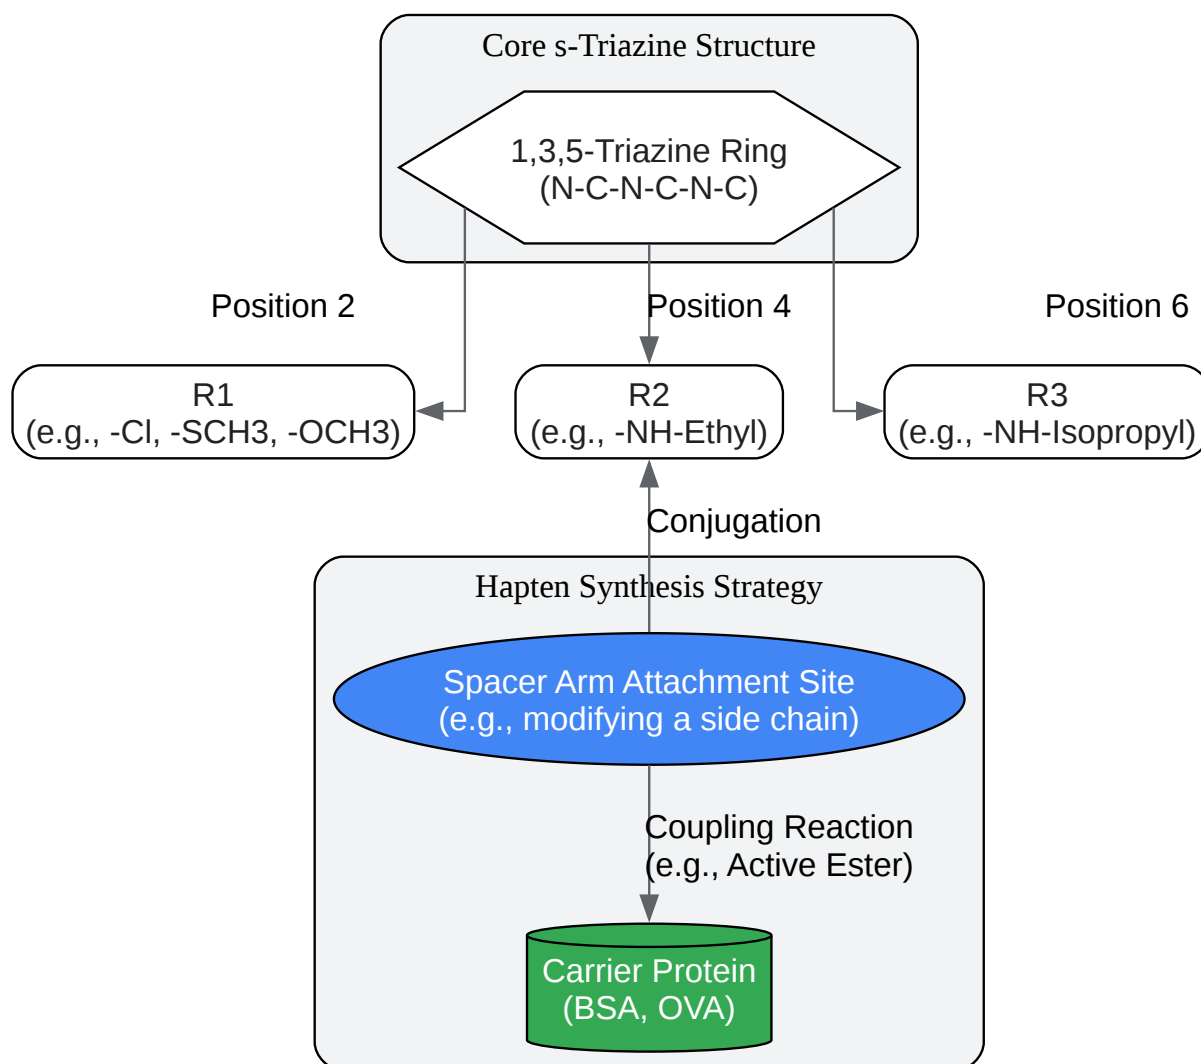 Core s-Triazine Structure
1,3,5-Triazine Ring
(N-C-N-C-N-C)
Position 2
Position 4
Position 6
R1
(e.g., -Cl, -SCH3, -OCH3)
R2
(e.g., -NH-Ethyl)
R3
(e.g., -NH-Isopropyl)
Conjugation
Hapten Synthesis Strategy
Spacer Arm Attachment Site
(e.g., modifying a side chain)
Coupling Reaction
(e.g., Active Ester)
Carrier Protein
(BSA, OVA)